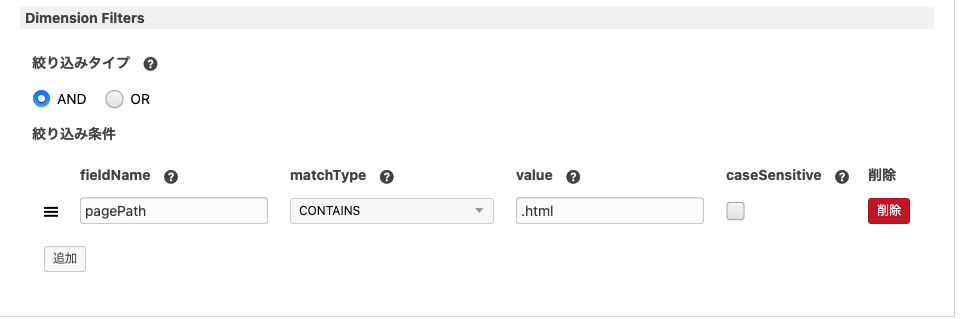 Dimension Filters
絞り込みタイプ ?
AND OR
絞り込み条件
fieldName ? matchType ? value ? caseSensitive ? 削除
pagePath CONTAINS .html 削除
追加